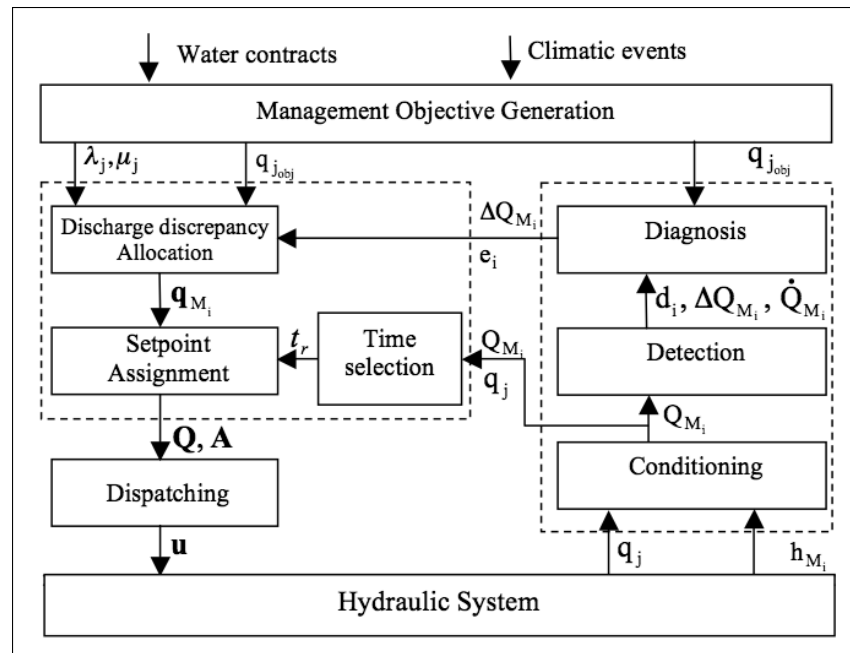 Water contracts
Climatic events
Management Objective Generation
λj, μj
qjobj
qjobj
Discharge discrepancy
Allocation
ΔQMi
ei
Diagnosis
qMi
di, ΔQMi, Q̇Mi
Setpoint
Assignment
tr
Time
selection
QMi
qj
Detection
QMi
Q, A
Conditioning
Dispatching
u
qj
hMi
Hydraulic System